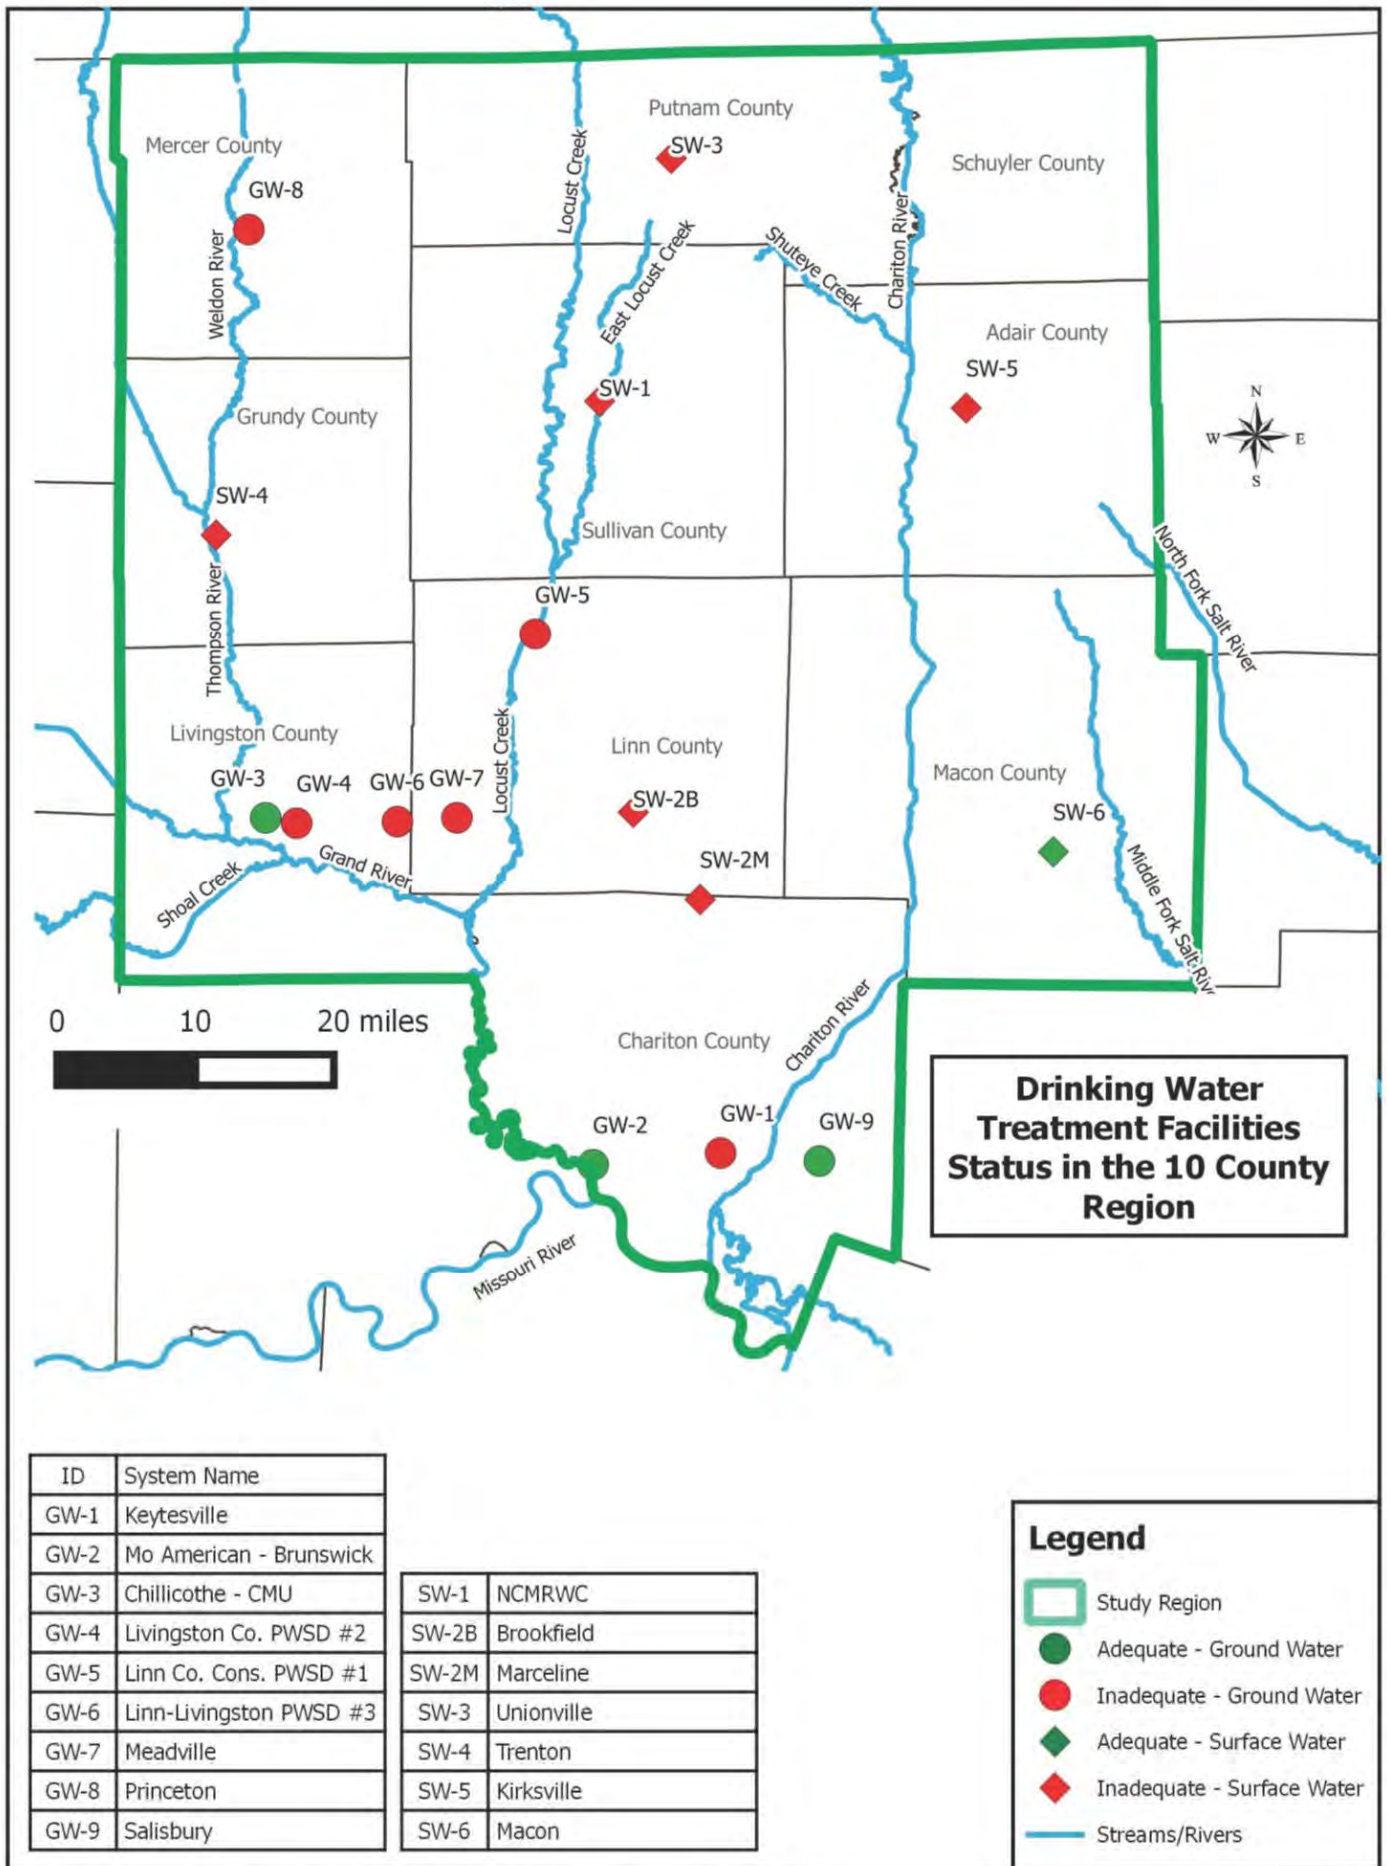 Putnam County
SW-3
Mercer County
GW-8
Schuyler County
Locust Creek
Chariton River
Weldon River
East Locust Creek
Shuteye Creek
Adair County
SW-5
SW-1
Grundy County
N
W
E
S
SW-4
Sullivan County
Thompson River
North Fork Salt River
GW-5
Livingston County
Locust Creek
Linn County
Macon County
GW-3
GW-4
GW-6
GW-7
SW-2B
SW-6
SW-2M
Grand River
Shoal Creek
Middle Fork Salt Riv
0 10 20 miles
Chariton County
Chariton River
GW-2
GW-1
GW-9
Missouri River
Drinking Water
Treatment Facilities
Status in the 10 County
Region
ID System Name
GW-1 Keytesville
GW-2 Mo American - Brunswick
GW-3 Chillicothe - CMU
GW-4 Livingston Co. PWSD #2
GW-5 Linn Co. Cons. PWSD #1
GW-6 Linn-Livingston PWSD #3
GW-7 Meadville
GW-8 Princeton
GW-9 Salisbury
SW-1 NCMRWC
SW-2B Brookfield
SW-2M Marceline
SW-3 Unionville
SW-4 Trenton
SW-5 Kirksville
SW-6 Macon
Legend
Study Region
Adequate - Ground Water
Inadequate - Ground Water
Adequate - Surface Water
Inadequate - Surface Water
Streams/Rivers